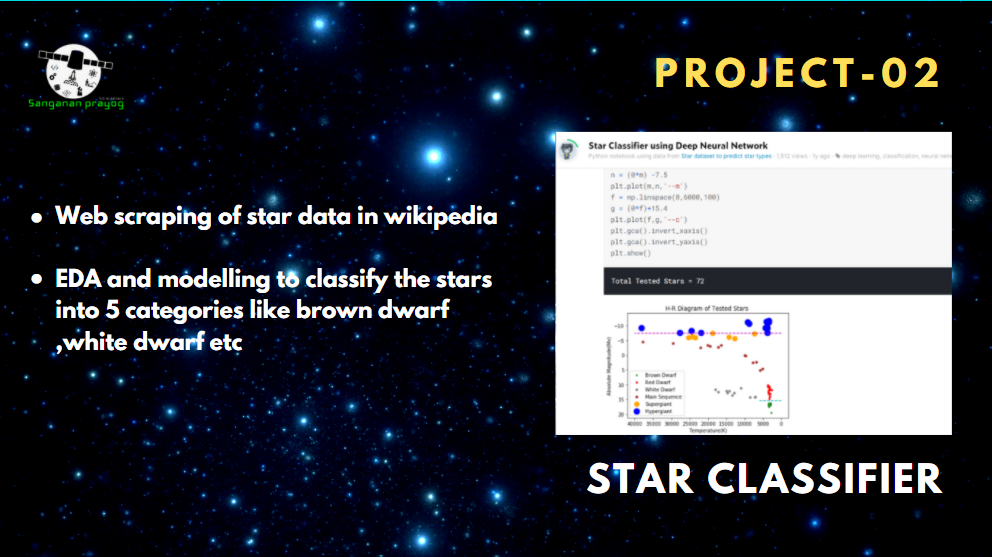 Sanganan prayog
PROJECT-02
● Web scraping of star data in wikipedia
● EDA and modelling to classify the stars
into 5 categories like brown dwarf
,white dwarf etc
Star Classifier using Deep Neural Network
Python notebook using data from Star dataset to predict star types · 1,512 views · 1y ago · deep learning, classification, neural netw
n = (0*m) -7.5
plt.plot(m,n,'--m')
f = np.linspace(0,6000,100)
g = (0*f)+15.4
plt.plot(f,g,'--c')
plt.gca().invert_xaxis()
plt.gca().invert_yaxis()
plt.show()
Total Tested Stars = 72
H-R Diagram of Tested Stars
Absolute Magnitude(Mv)
-10
-5
0
5
10
15
20
Brown Dwarf
Red Dwarf
White Dwarf
Main Sequence
Supergiant
Hypergiant
40000 35000 30000 25000 20000 15000 10000 5000 0
Temperature(K)
STAR CLASSIFIER